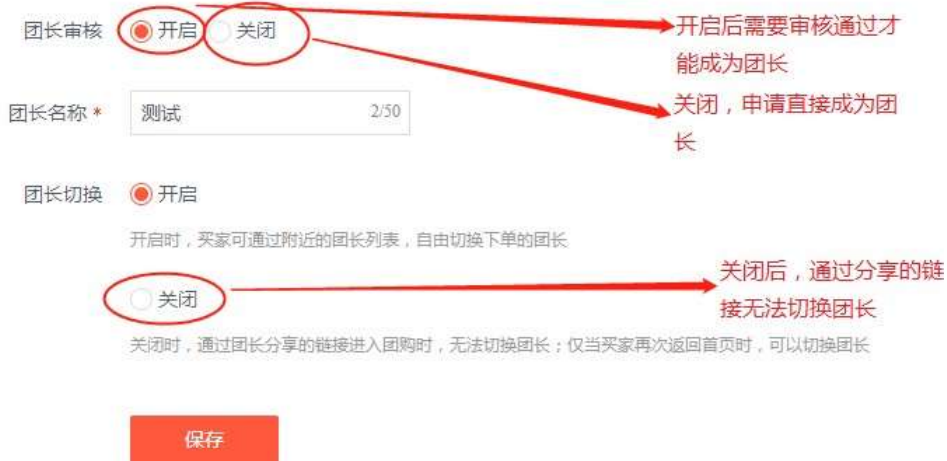 团长审核 开启 关闭
开启后需要审核通过才
能成为团长
关闭，申请直接成为团
长
团长名称 * 测试 2/50
团长切换 开启
开启时，买家可通过附近的团长列表，自由切换下单的团长
关闭
关闭后，通过分享的链
接无法切换团长
关闭时，通过团长分享的链接进入团购时，无法切换团长；仅当买家再次返回首页时，可以切换团长
保存